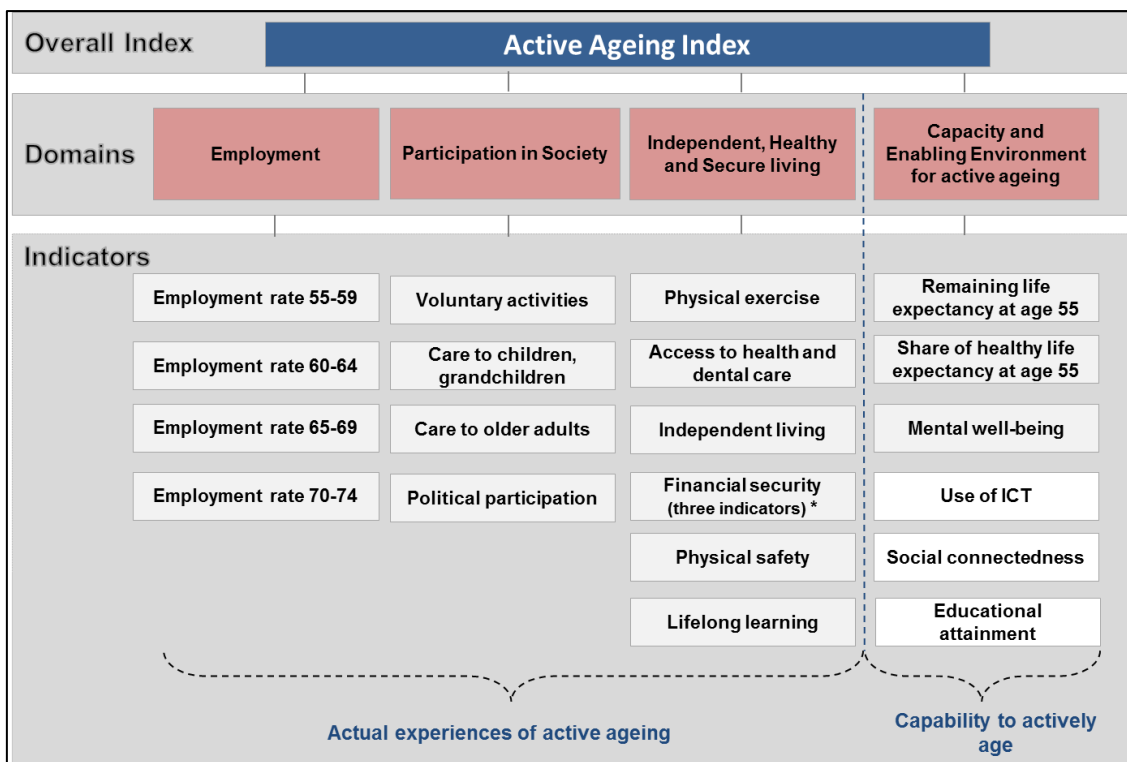 Overall Index
Active Ageing Index
Domains
Employment
Participation in Society
Independent, Healthy
and Secure living
Capacity and
Enabling Environment
for active ageing
Indicators
Employment rate 55-59
Voluntary activities
Physical exercise
Remaining life
expectancy at age 55
Employment rate 60-64
Care to children,
grandchildren
Access to health and
dental care
Share of healthy life
expectancy at age 55
Employment rate 65-69
Care to older adults
Independent living
Mental well-being
Employment rate 70-74
Political participation
Financial security
(three indicators) *
Use of ICT
Physical safety
Social connectedness
Lifelong learning
Educational
attainment
Actual experiences of active ageing
Capability to actively
age